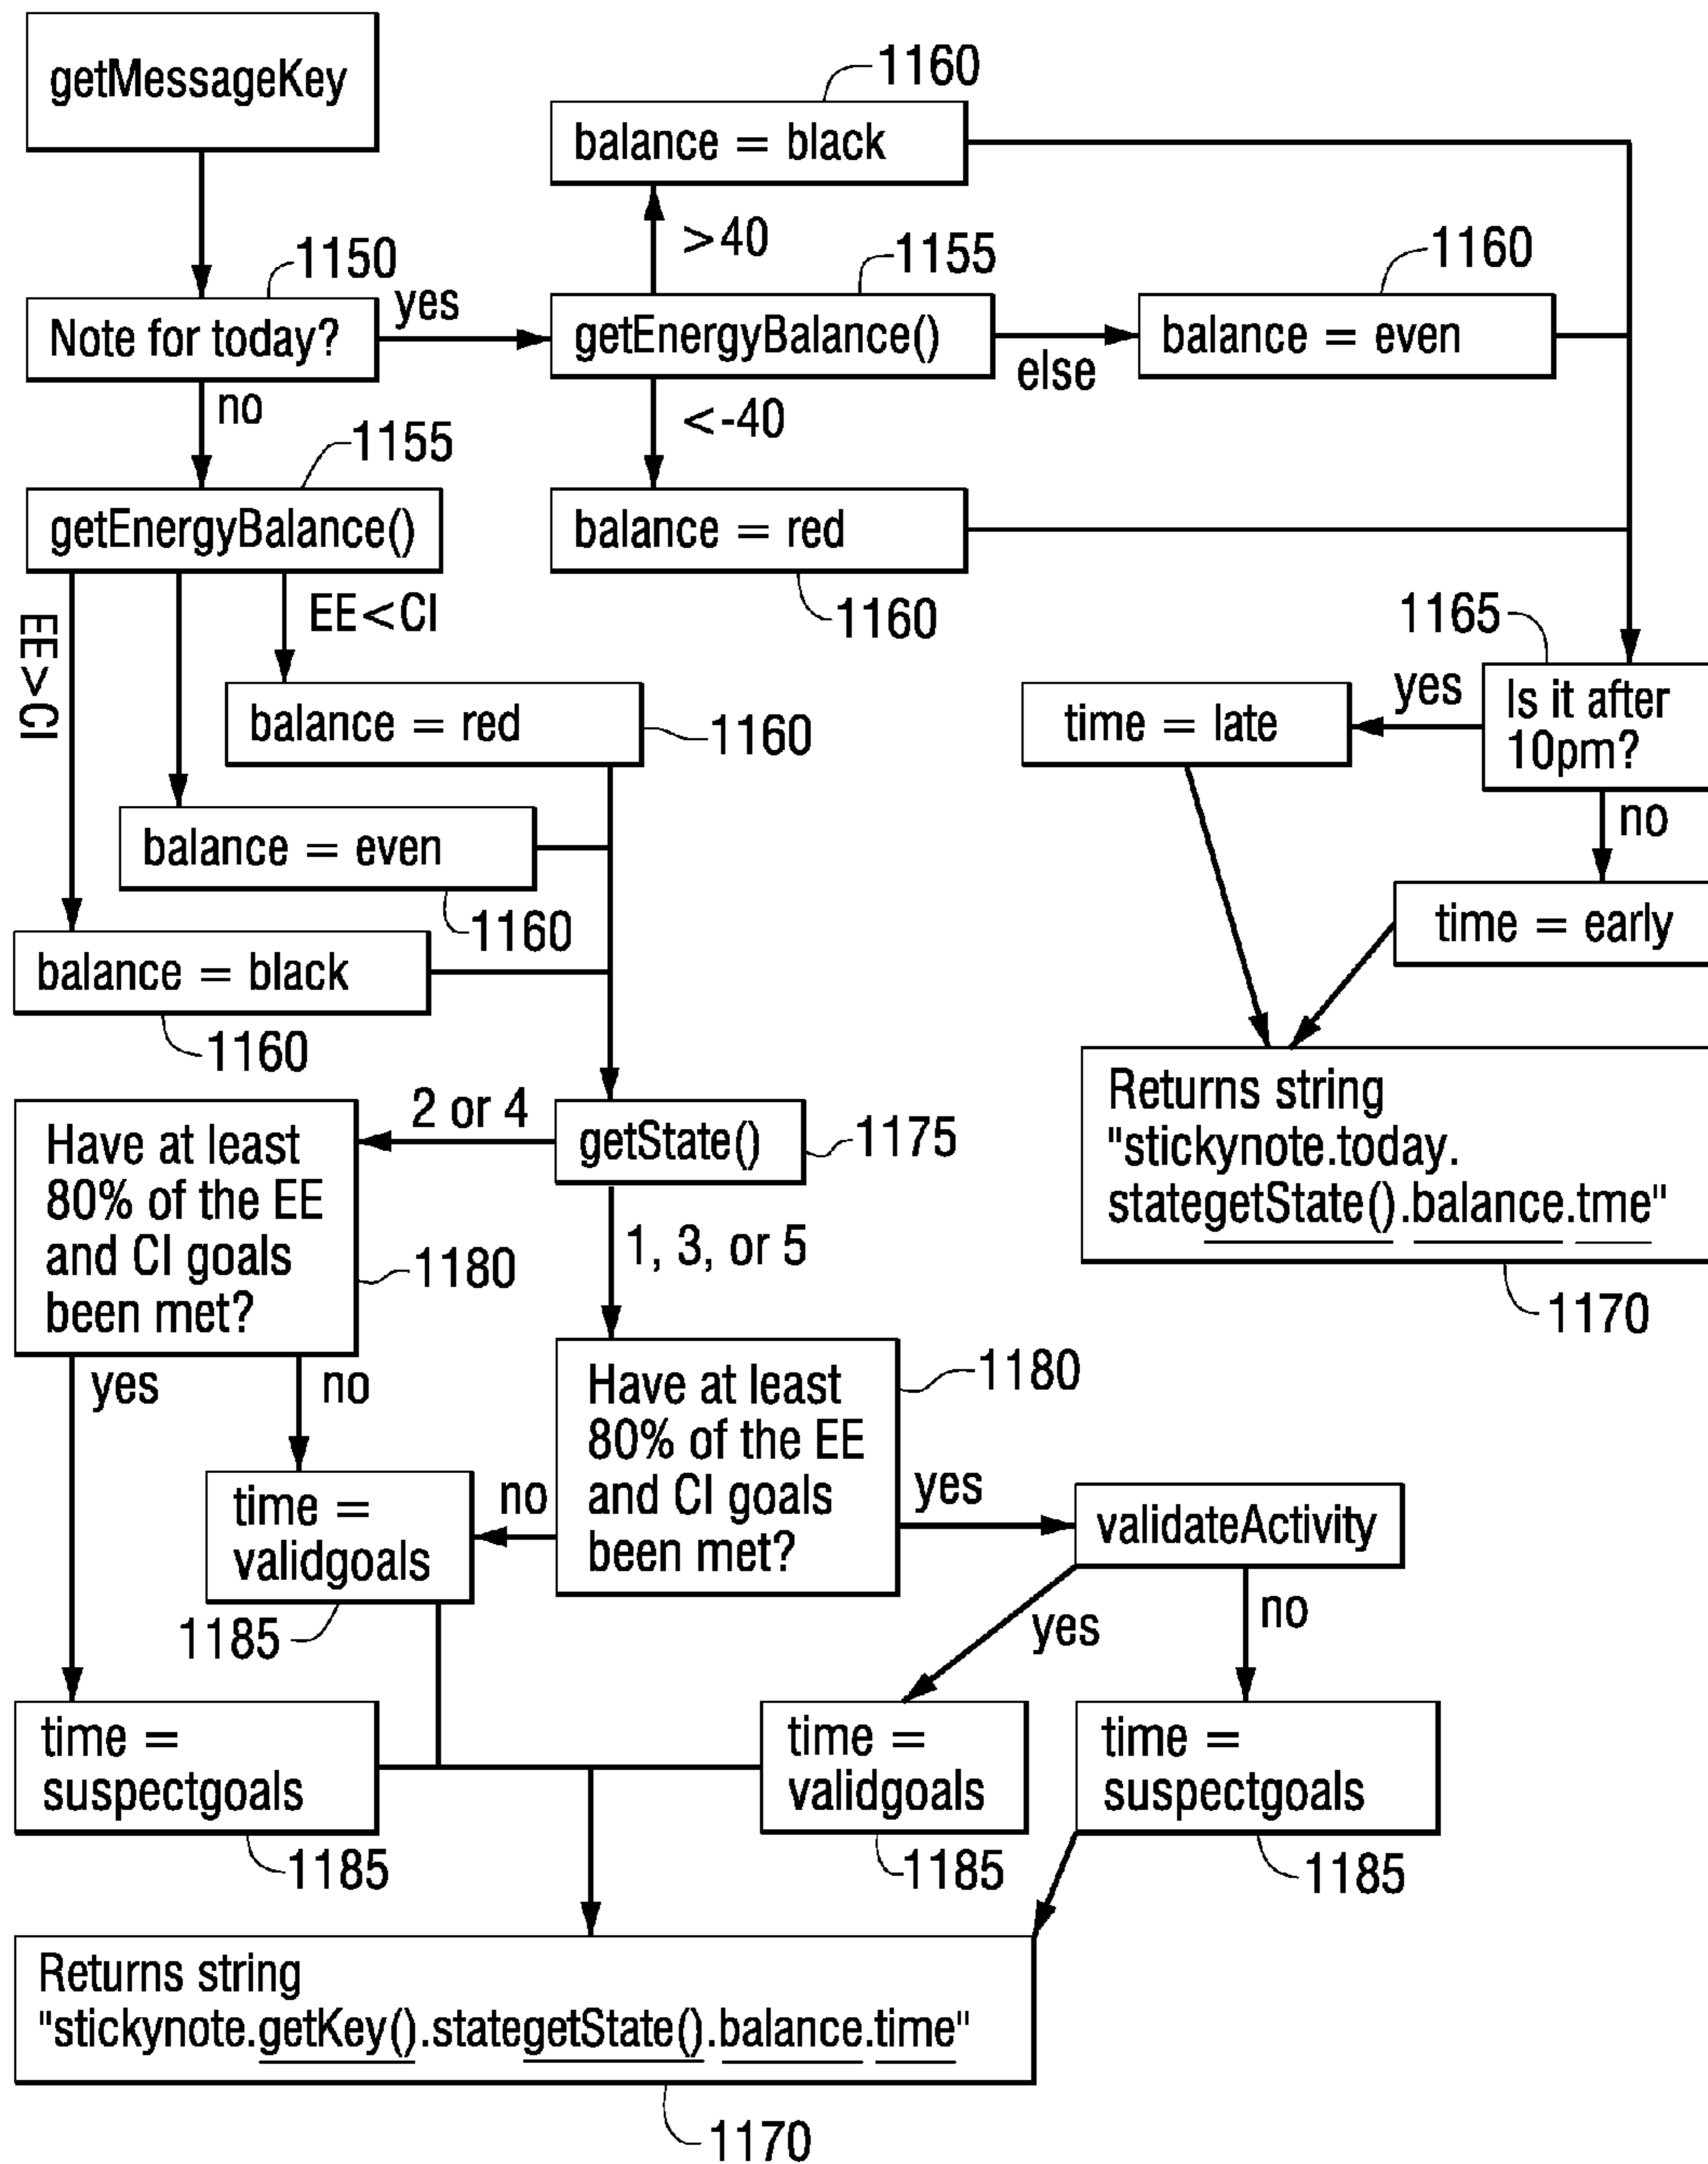 getMessageKey
1160
balance = black
>40
1150
1155
1160
Note for today?
yes
getEnergyBalance()
else
balance = even
no
<-40
1155
getEnergyBalance()
balance = red
1160
EE>CI
EE<CI
1165
balance = red
1160
time = late
yes
Is it after
10pm?
no
balance = even
1160
time = early
balance = black
1160
Returns string
"stickynote.today.
stategetState().balance.tme"
1170
2 or 4
getState()
1175
Have at least
80% of the EE
and CI goals
been met?
1180
1, 3, or 5
yes
no
Have at least
80% of the EE
and CI goals
been met?
1180
time =
validgoals
1185
no
yes
validateActivity
yes
no
time =
suspectgoals
1185
time =
validgoals
1185
time =
suspectgoals
1185
Returns string
"stickynote.getKey().stategetState().balance.time"
1170